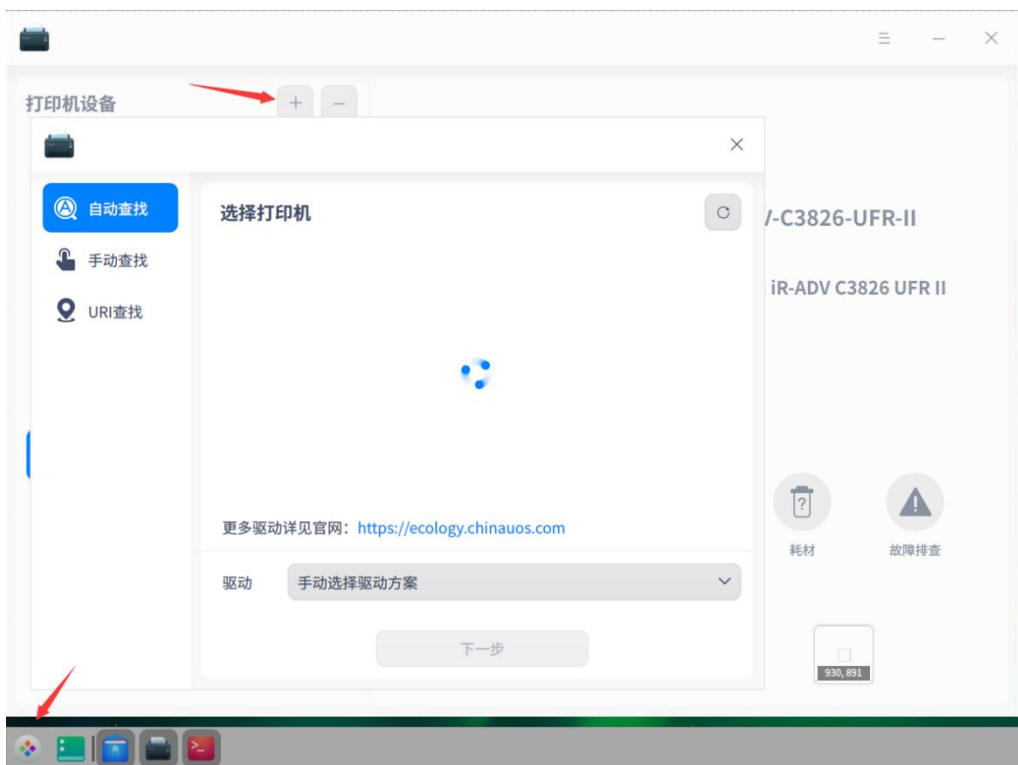 打印机设备
自动查找
手动查找
URI查找
选择打印机
/-C3826-UFR-II
iR-ADV C3826 UFR II
更多驱动详见官网：https://ecology.chinauos.com
驱动
手动选择驱动方案
下一步
耗材
故障排查
930, 891